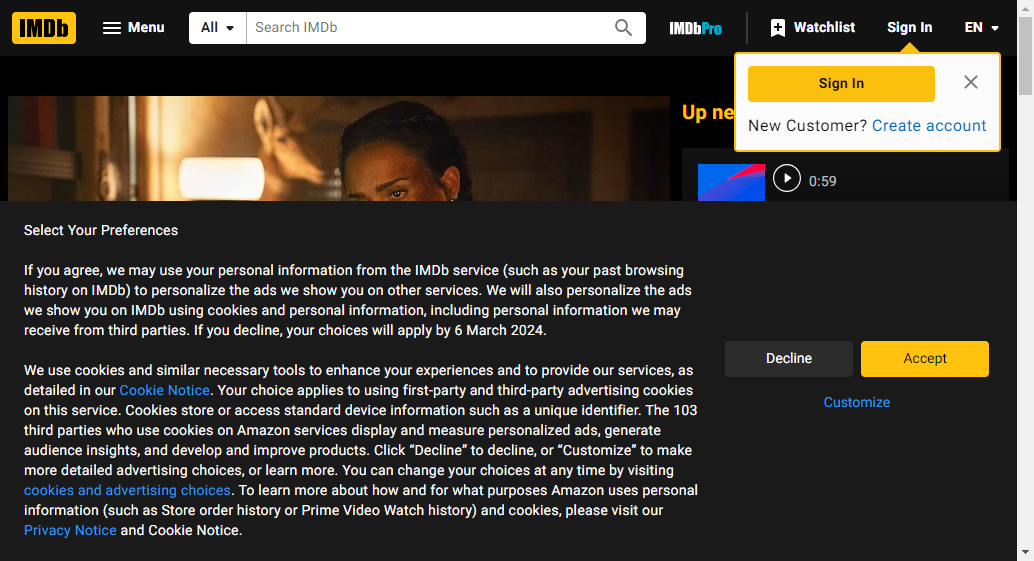 IMDb Menu All Search IMDb IMDbPro Watchlist Sign In EN
Sign In
New Customer? Create account
Up ne
0:59
Select Your Preferences
If you agree, we may use your personal information from the IMDb service (such as your past browsing
history on IMDb) to personalize the ads we show you on other services. We will also personalize the ads
we show you on IMDb using cookies and personal information, including personal information we may
receive from third parties. If you decline, your choices will apply by 6 March 2024.
We use cookies and similar necessary tools to enhance your experiences and to provide our services, as
detailed in our Cookie Notice. Your choice applies to using first-party and third-party advertising cookies
on this service. Cookies store or access standard device information such as a unique identifier. The 103
third parties who use cookies on Amazon services display and measure personalized ads, generate
audience insights, and develop and improve products. Click “Decline” to decline, or “Customize” to make
more detailed advertising choices, or learn more. You can change your choices at any time by visiting
cookies and advertising choices. To learn more about how and for what purposes Amazon uses personal
information (such as Store order history or Prime Video Watch history) and cookies, please visit our
Privacy Notice and Cookie Notice.
Decline Accept
Customize